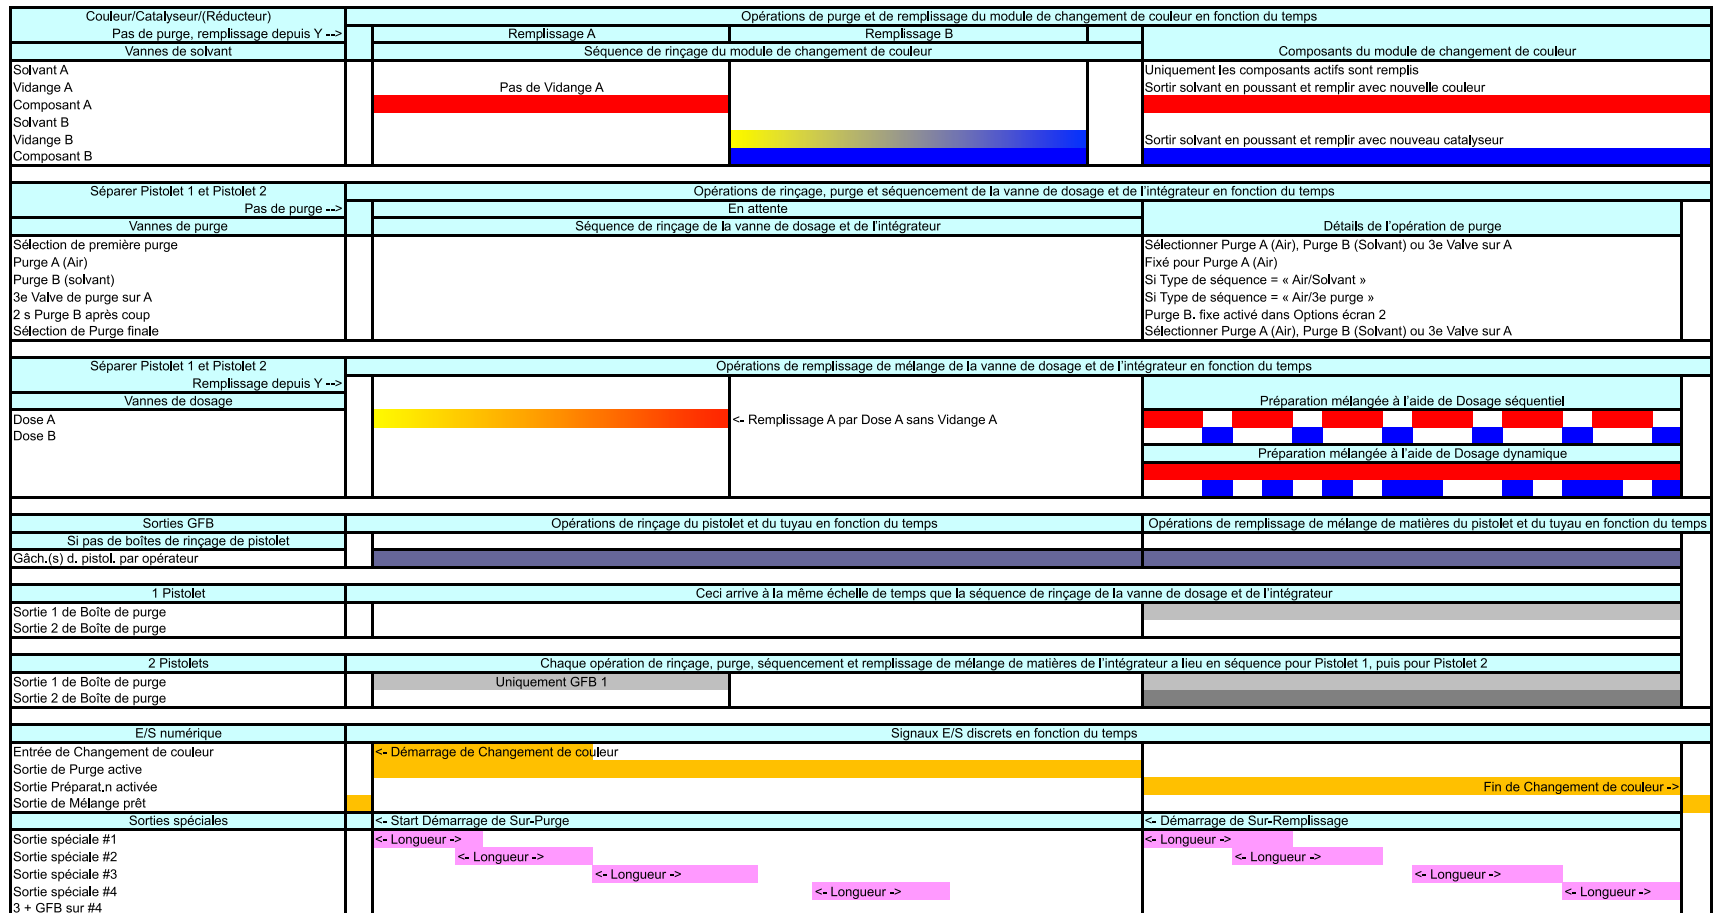 Couleur/Catalyseur/(Réducteur)
Opérations de purge et de remplissage du module de changement de couleur en fonction du temps
Pas de purge, remplissage depuis Y -->
Remplissage A
Remplissage B
Vannes de solvant
Séquence de rinçage du module de changement de couleur
Composants du module de changement de couleur
Solvant A
Uniquement les composants actifs sont remplis
Vidange A
Pas de Vidange A
Sortir solvant en poussant et remplir avec nouvelle couleur
Composant A
Solvant B
Vidange B
Sortir solvant en poussant et remplir avec nouveau catalyseur
Composant B
Séparer Pistolet 1 et Pistolet 2
Opérations de rinçage, purge et séquencement de la vanne de dosage et de l'intégrateur en fonction du temps
Pas de purge -->
En attente
Vannes de purge
Séquence de rinçage de la vanne de dosage et de l'intégrateur
Détails de l'opération de purge
Sélection de première purge
Sélectionner Purge A (Air), Purge B (Solvant) ou 3e Valve sur A
Purge A (Air)
Fixé pour Purge A (Air)
Purge B (solvant)
Si Type de séquence = « Air/Solvant »
3e Valve de purge sur A
Si Type de séquence = « Air/3e purge »
2 s Purge B après coup
Purge B. fixe activé dans Options écran 2
Sélection de Purge finale
Sélectionner Purge A (Air), Purge B (Solvant) ou 3e Valve sur A
Séparer Pistolet 1 et Pistolet 2
Opérations de remplissage de mélange de la vanne de dosage et de l'intégrateur en fonction du temps
Remplissage depuis Y -->
Vannes de dosage
Préparation mélangée à l'aide de Dosage séquentiel
Dose A
<- Remplissage A par Dose A sans Vidange A
Dose B
Préparation mélangée à l'aide de Dosage dynamique
Sorties GFB
Opérations de rinçage du pistolet et du tuyau en fonction du temps
Opérations de remplissage de mélange de matières du pistolet et du tuyau en fonction du temps
Si pas de boîtes de rinçage de pistolet
Gâch.(s) d. pistol. par opérateur
1 Pistolet
Ceci arrive à la même échelle de temps que la séquence de rinçage de la vanne de dosage et de l'intégrateur
Sortie 1 de Boîte de purge
Sortie 2 de Boîte de purge
2 Pistolets
Chaque opération de rinçage, purge, séquencement et remplissage de mélange de matières de l'intégrateur a lieu en séquence pour Pistolet 1, puis pour Pistolet 2
Sortie 1 de Boîte de purge
Uniquement GFB 1
Sortie 2 de Boîte de purge
E/S numérique
Signaux E/S discrets en fonction du temps
Entrée de Changement de couleur
<- Démarrage de Changement de couleur
Sortie de Purge active
Sortie Préparat.n activée
Fin de Changement de couleur ->
Sortie de Mélange prêt
Sorties spéciales
<- Start Démarrage de Sur-Purge
<- Démarrage de Sur-Remplissage
Sortie spéciale #1
<- Longueur ->
<- Longueur ->
Sortie spéciale #2
<- Longueur ->
<- Longueur ->
Sortie spéciale #3
<- Longueur ->
<- Longueur ->
Sortie spéciale #4
<- Longueur ->
<- Longueur ->
3 + GFB sur #4